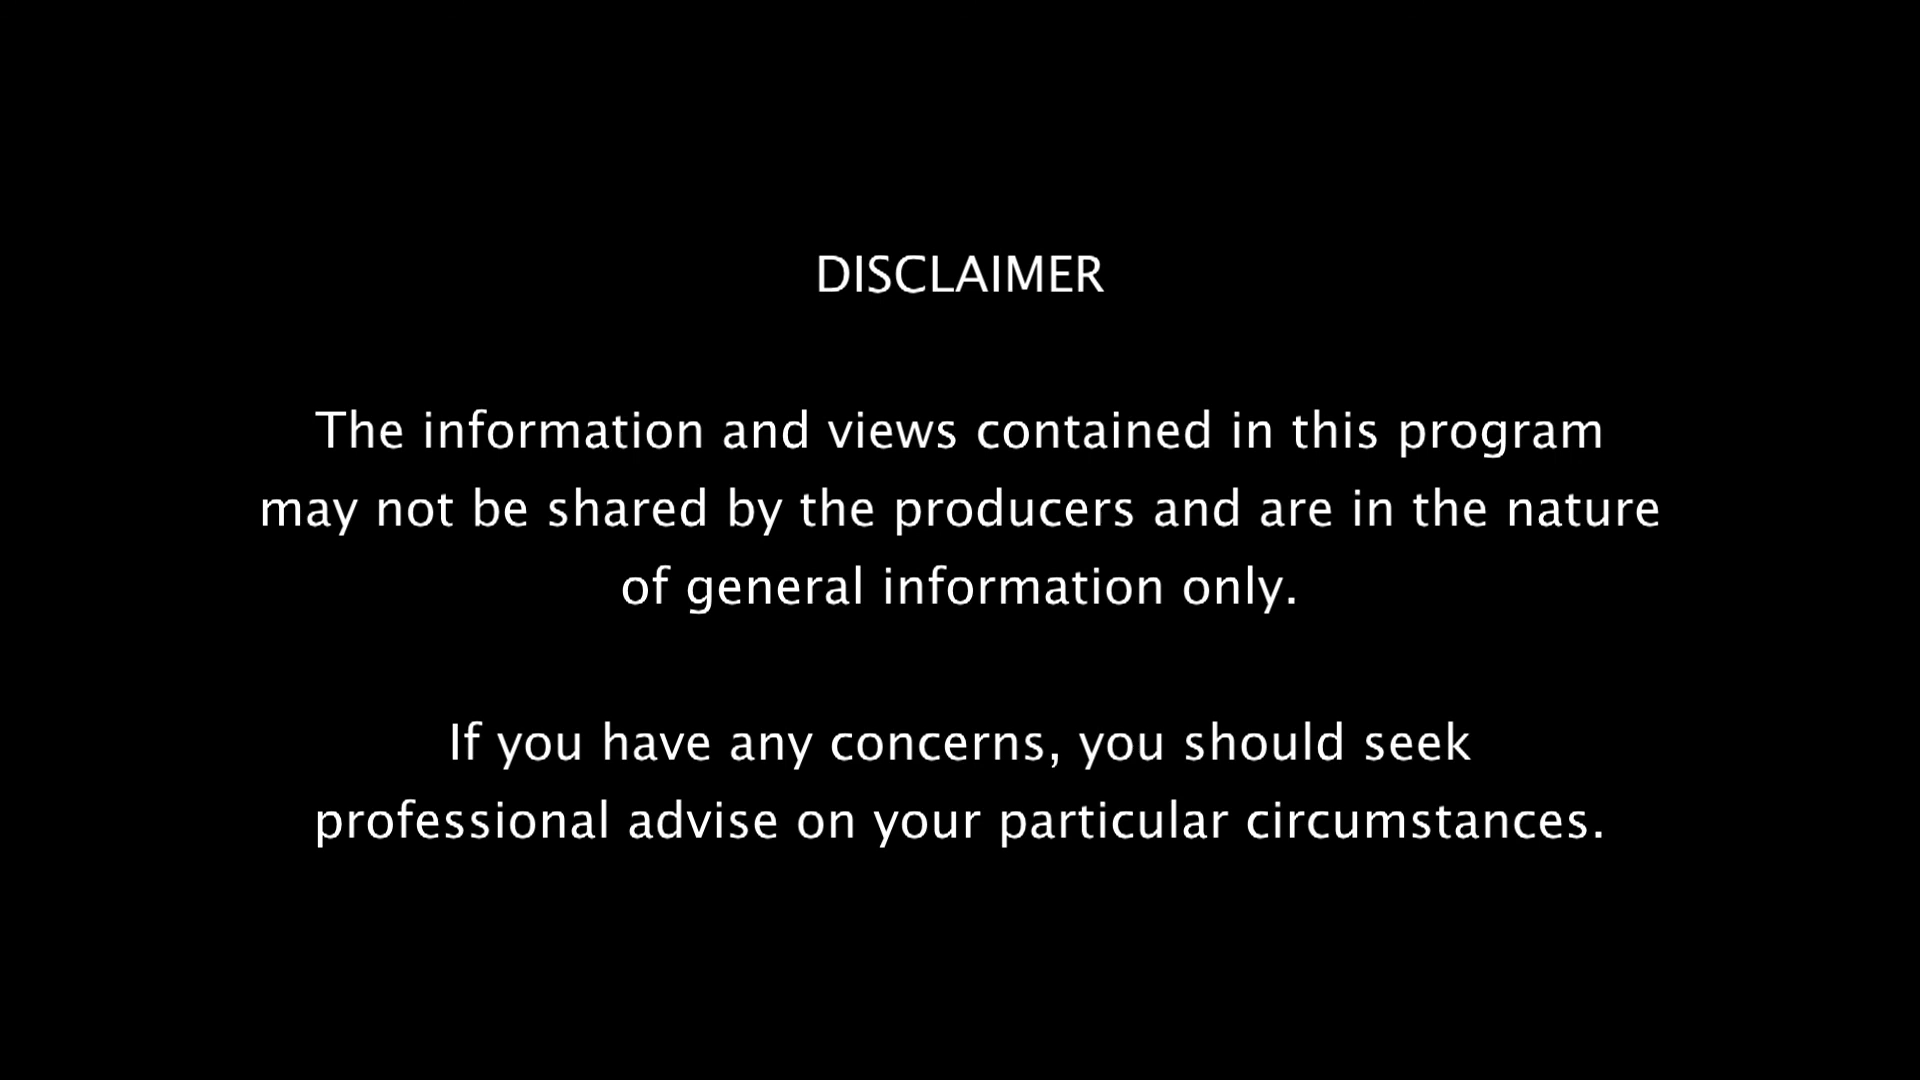 DISCLAIMER
The information and views contained in this program
may not be shared by the producers and are in the nature
of general information only.
If you have any concerns, you should seek
professional advise on your particular circumstances.